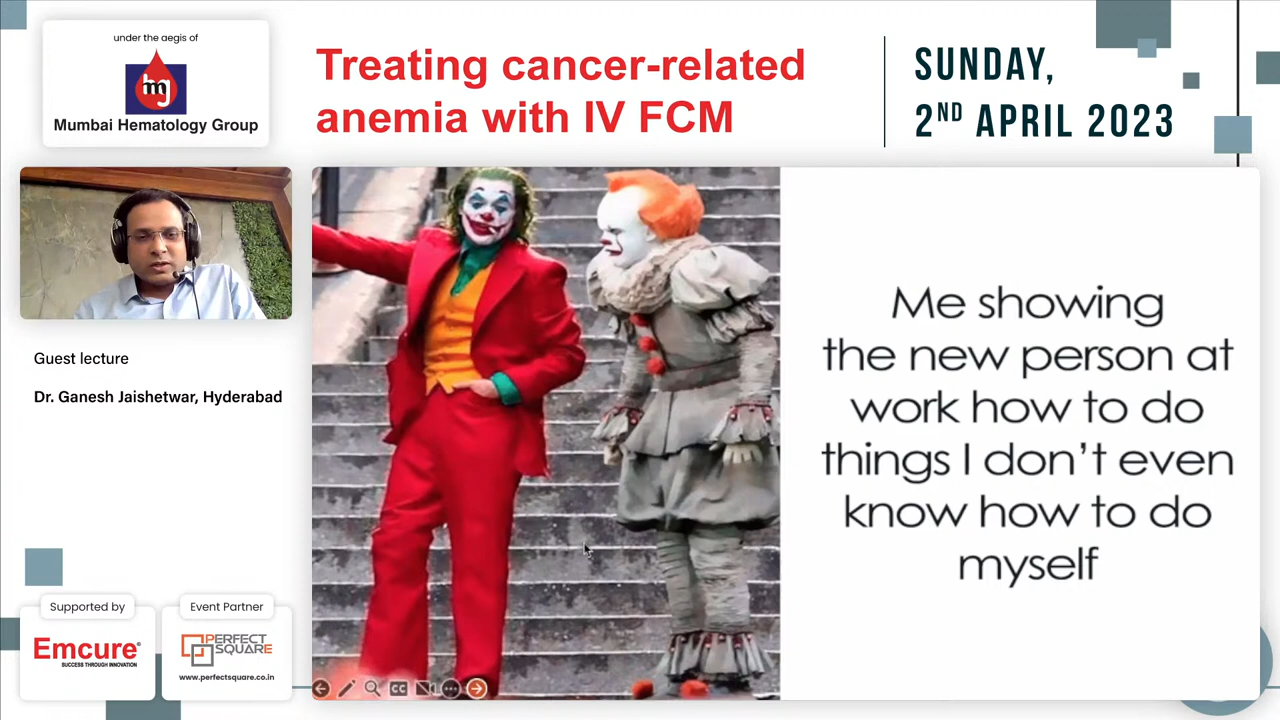 under the aegis of
mJ
Mumbai Hematology Group
Treating cancer-related
anemia with IV FCM
SUNDAY,
2ND APRIL 2023
Guest lecture
Dr. Ganesh Jaishetwar, Hyderabad
Me showing
the new person at
work how to do
things I don't even
know how to do
myself
Supported by
Emcure®
SUCCESS THROUGH INNOVATION
Event Partner
PERFECT
SQUARE
www.perfectsquare.co.in
CC